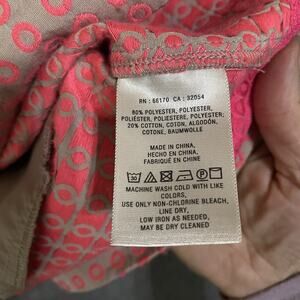 RN : 66170 CA : 32054
80% POLYESTER, POLYESTER,
POLIÉSTER, POLIESTERE, POLYESTER;
20% COTTON, COTON, ALGODON,
COTONE, BAUMWOLLE
MADE IN CHINA,
HECHO EN CHINA,
FABRIQUÉ EN CHINE
30
MACHINE WASH COLD WITH LIKE
COLORS,
USE ONLY NON-CHLORINE BLEACH,
LINE DRY,
LOW IRON AS NEEDED,
MAY BE DRY CLEANED